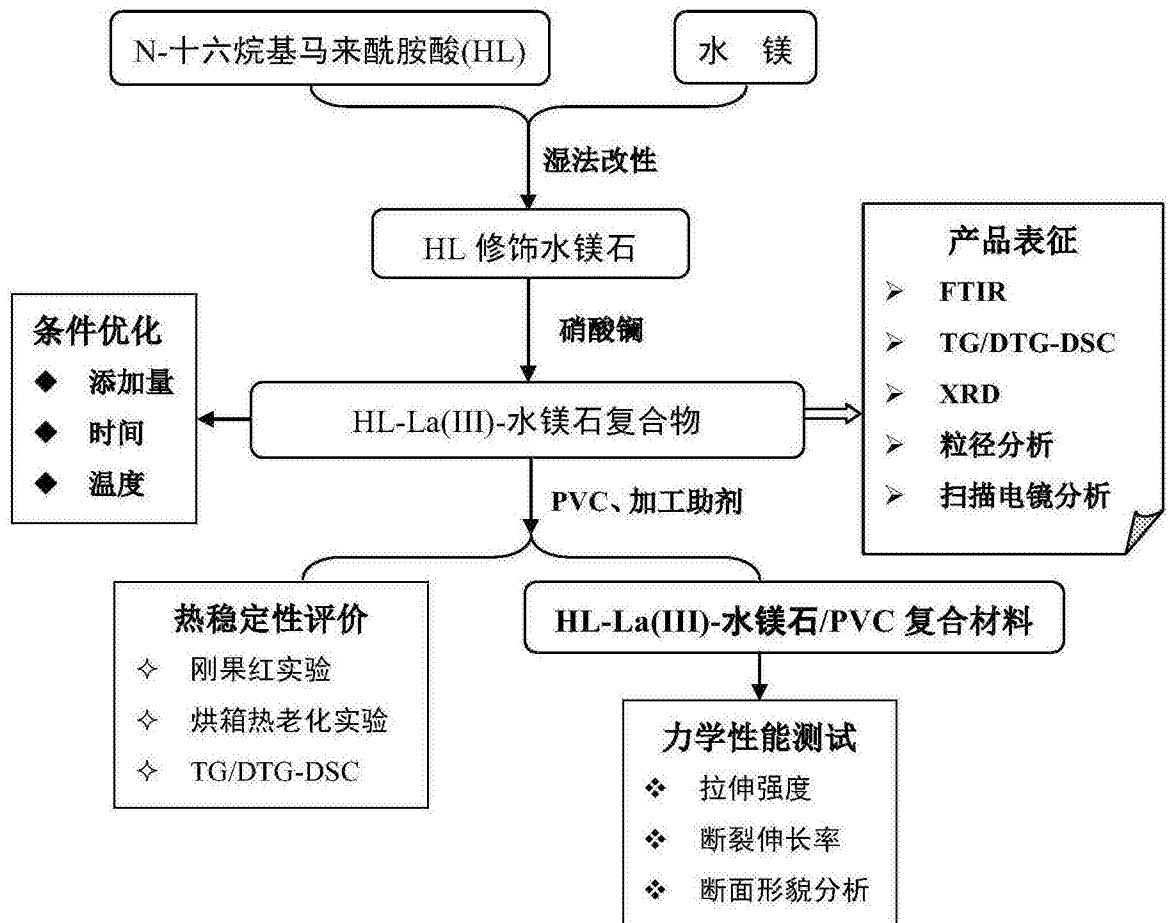 N-十六烷基马来酰胺酸(HL)
水 镁
湿法改性
HL 修饰水镁石
硝酸镧
条件优化
添加量
时间
温度
HL-La(III)-水镁石复合物
产品表征
FTIR
TG/DTG-DSC
XRD
粒径分析
扫描电镜分析
PVC、加工助剂
热稳定性评价
刚果红实验
烘箱热老化实验
TG/DTG-DSC
HL-La(III)-水镁石/PVC 复合材料
力学性能测试
拉伸强度
断裂伸长率
断面形貌分析